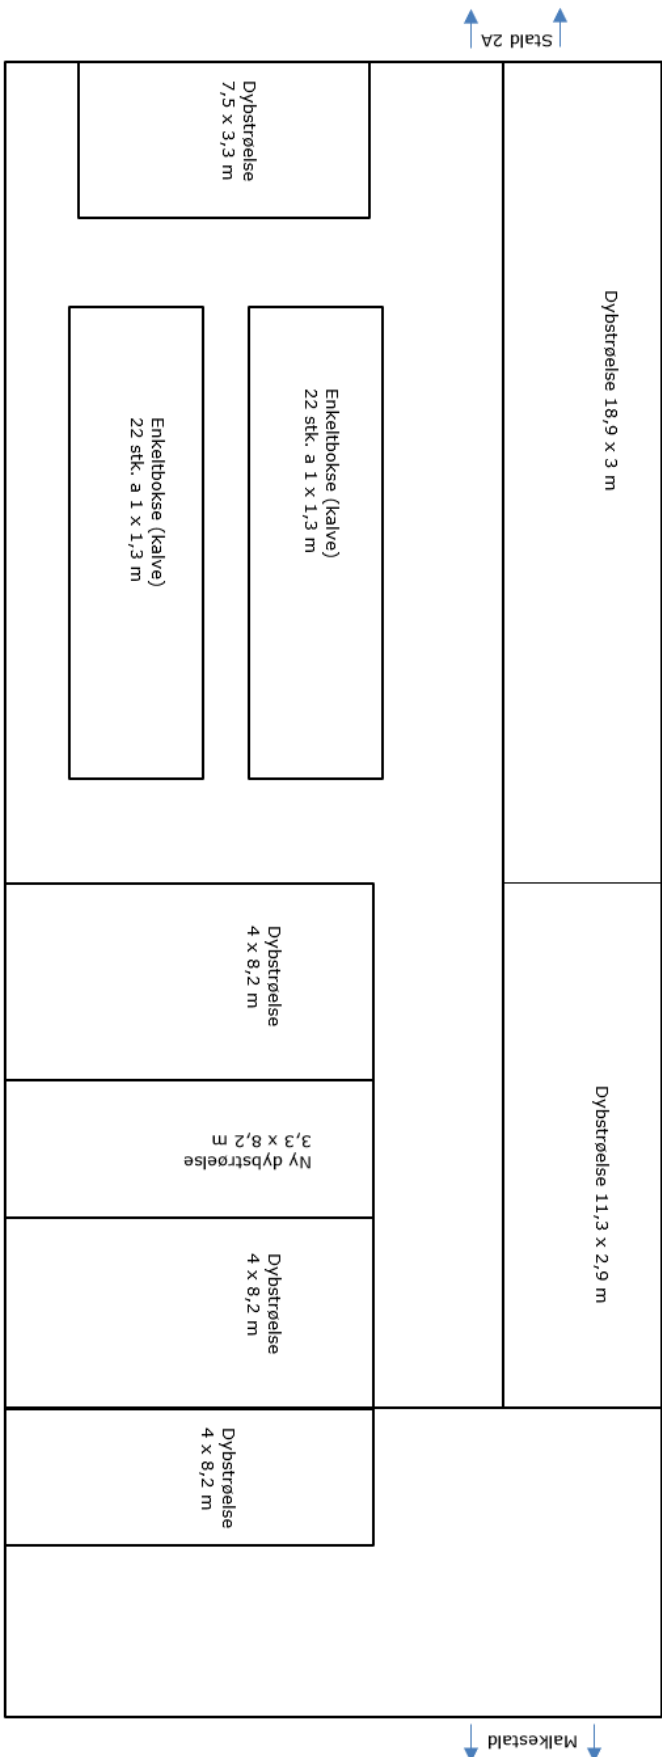 Stald 2A
Dybstrøelse
7,5 x 3,3 m
Dybstrøelse 18,9 x 3 m
Enkeltbokse (kalve)
22 stk. a 1 x 1,3 m
Enkeltbokse (kalve)
22 stk. a 1 x 1,3 m
Dybstrøelse
4 x 8,2 m
Ny dybstrøelse
3,3 x 8,2 m
Dybstrøelse 11,3 x 2,9 m
Dybstrøelse
4 x 8,2 m
Dybstrøelse
4 x 8,2 m
Malkestald